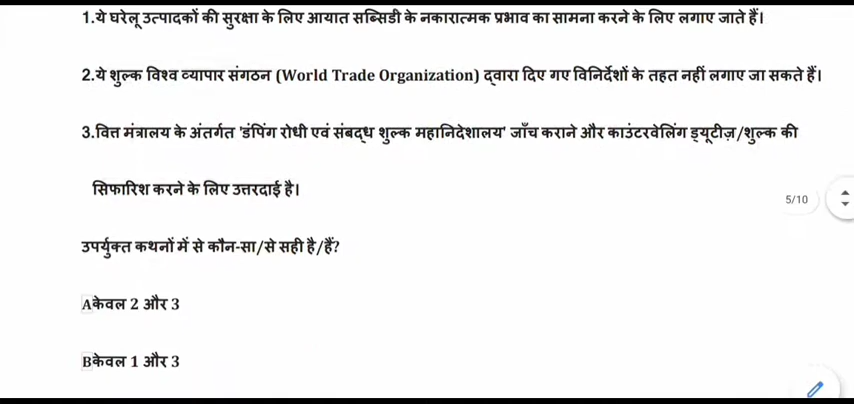 1.ये घरेलू उत्पादकों की सुरक्षा के लिए आयात सब्सिडी के नकारात्मक प्रभाव का सामना करने के लिए लगाए जाते हैं।
2.ये शुल्क विश्व व्यापार संगठन (World Trade Organization) द्वारा दिए गए विनिर्देशों के तहत नहीं लगाए जा सकते हैं।
3.वित्त मंत्रालय के अंतर्गत 'डंपिंग रोधी एवं संबद्ध शुल्क महानिदेशालय' जाँच कराने और काउंटरवेलिंग ड्यूटीज़/शुल्क की
सिफारिश करने के लिए उत्तरदाई है।
5/10
उपर्युक्त कथनों में से कौन-सा/से सही है/हैं?
Aकेवल 2 और 3
Bकेवल 1 और 3